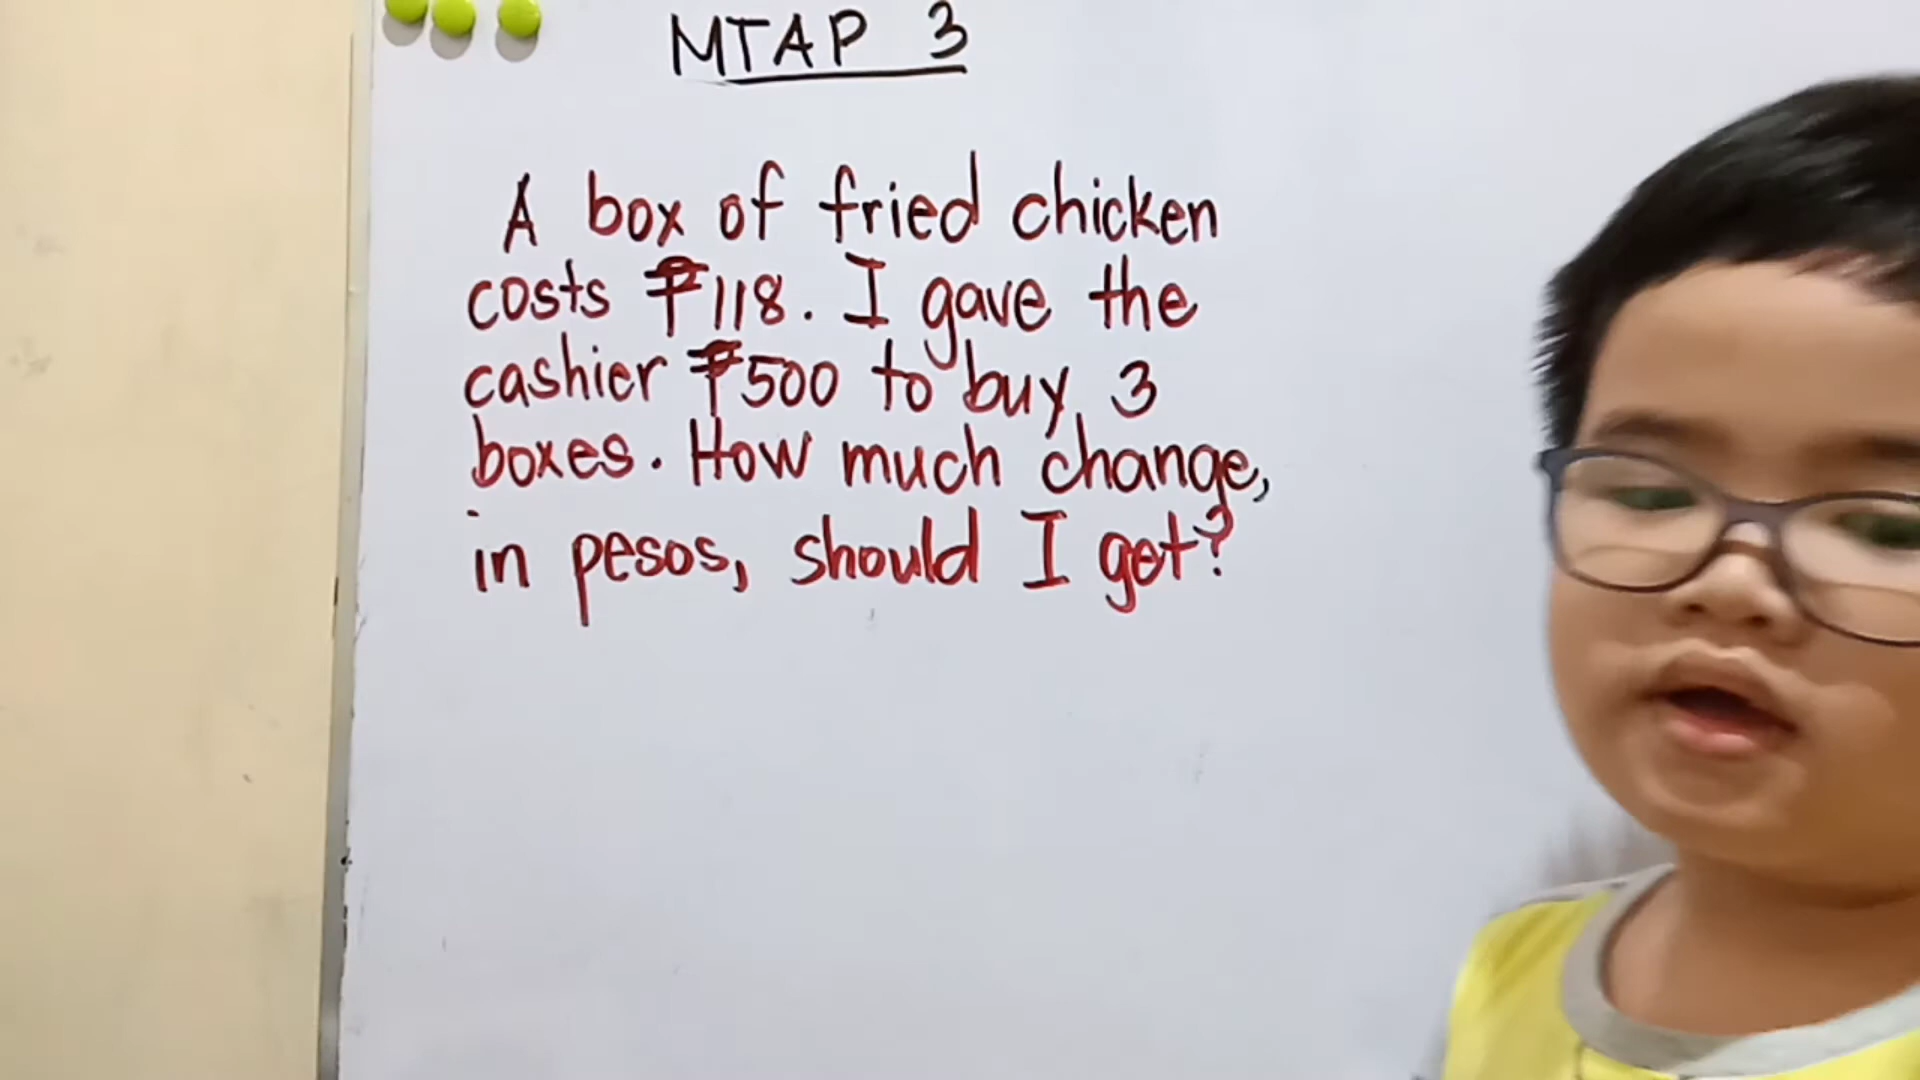 MTAP 3
A box of fried chicken
costs ₱118. I gave the
cashier ₱500 to buy 3
boxes. How much change,
in pesos, should I get?